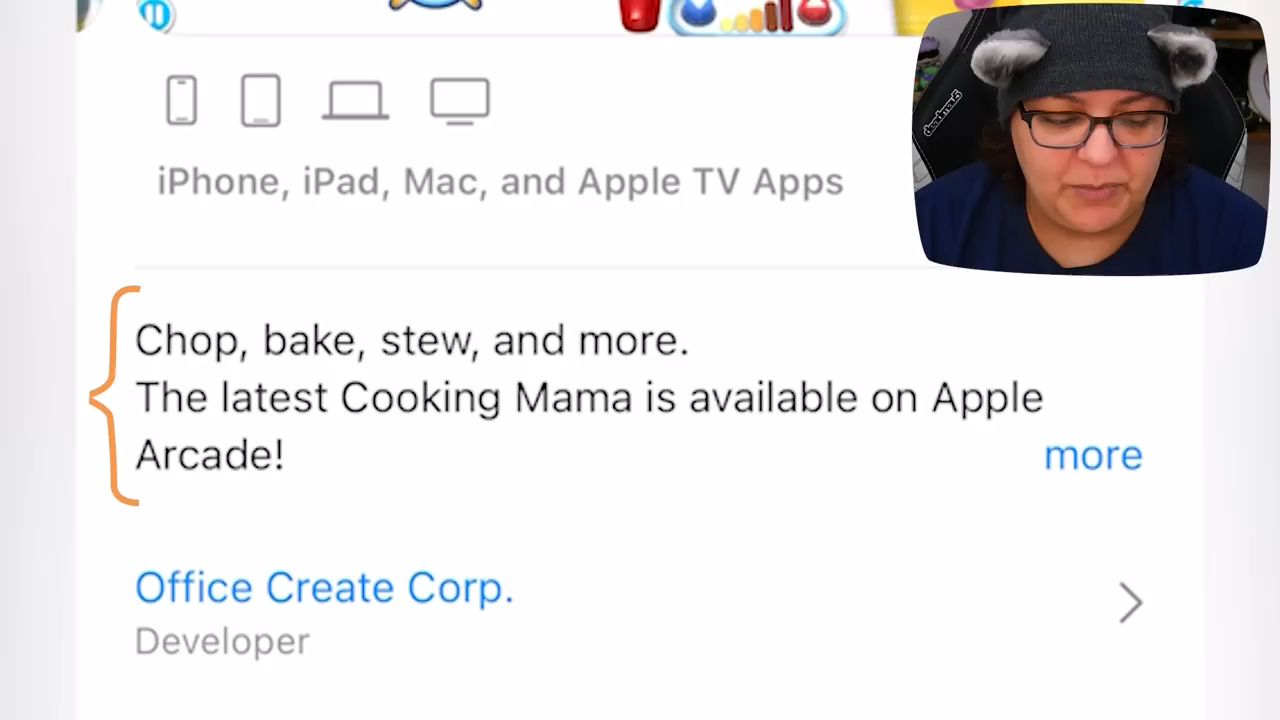 iPhone, iPad, Mac, and Apple TV Apps
Chop, bake, stew, and more.
The latest Cooking Mama is available on Apple
Arcade!
more
Office Create Corp.
Developer
deadmau5